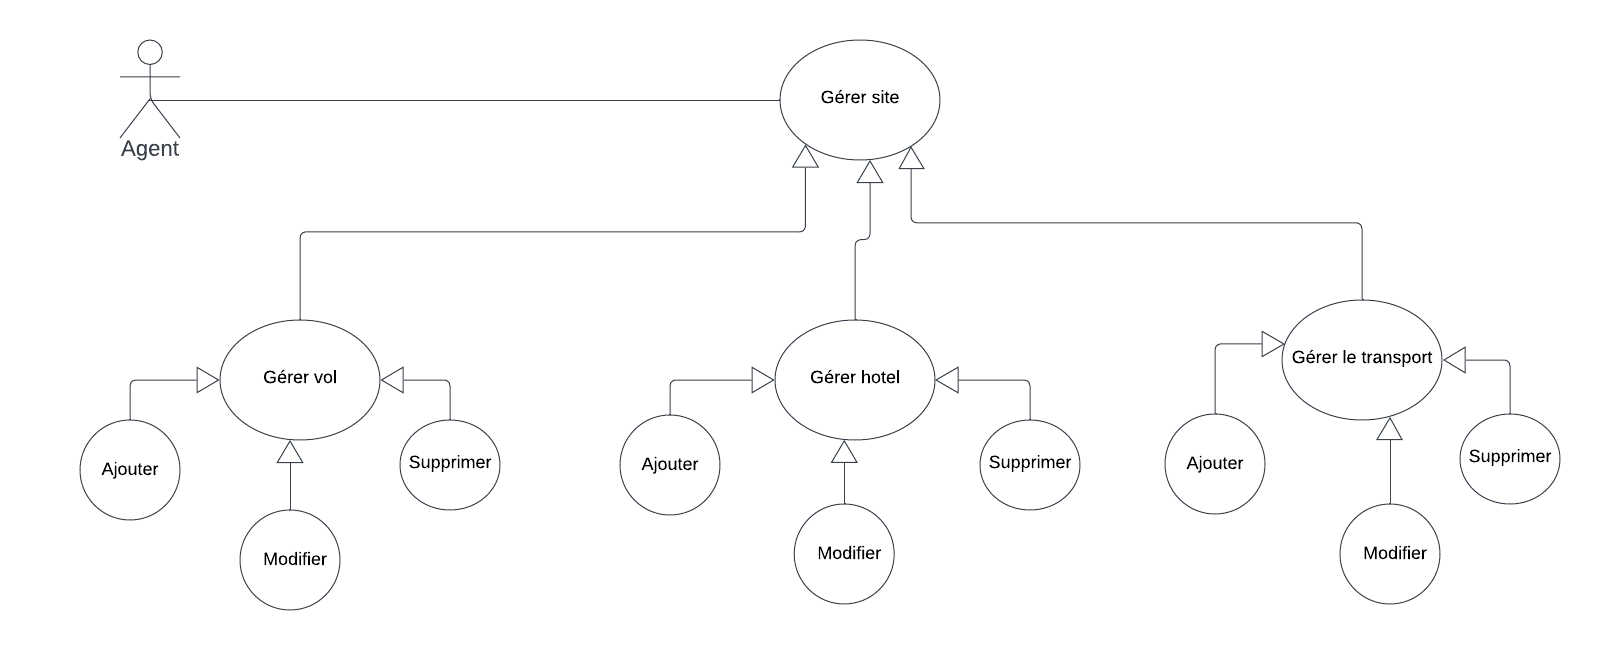 Gérer site
Agent
Gérer vol
Gérer hotel
Gérer le transport
Ajouter
Supprimer
Modifier
Ajouter
Supprimer
Modifier
Ajouter
Supprimer
Modifier